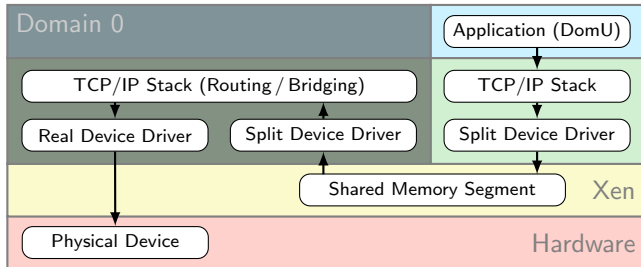 Domain 0
Application (DomU)
TCP/IP Stack (Routing / Bridging)
TCP/IP Stack
Real Device Driver
Split Device Driver
Split Device Driver
Shared Memory Segment
Xen
Physical Device
Hardware